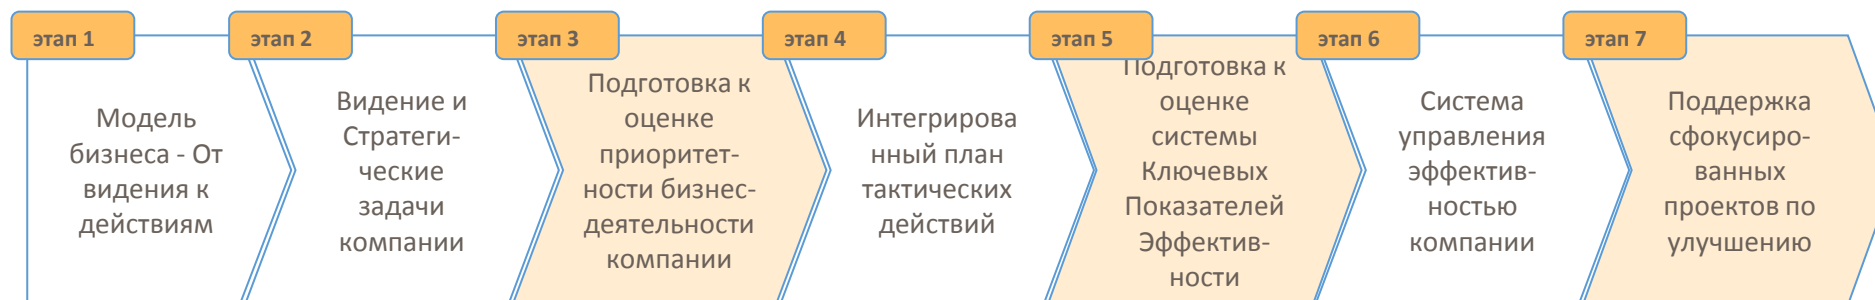 этап 1
Модель
бизнеса - От
видения к
действиям
этап 2
Видение и
Стратеги-
ческие
задачи
компании
этап 3
Подготовка к
оценке
приоритет-
ности бизнес-
деятельности
компании
этап 4
Интегрирова
нный план
тактических
действий
этап 5
Подготовка к
оценке
системы
Ключевых
Показателей
Эффектив-
ности
этап 6
Система
управления
эффектив-
ностью
компании
этап 7
Поддержка
сфокусиро-
ванных
проектов по
улучшению